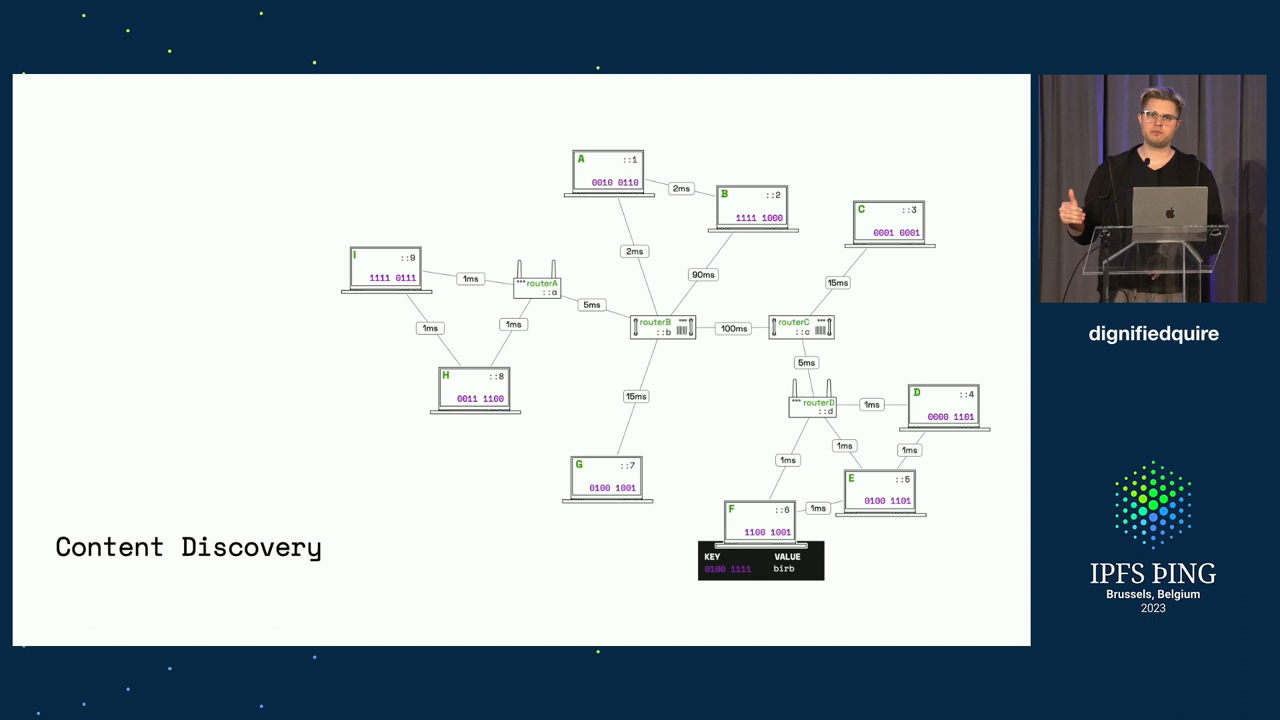 A ::1
0010 0110
2ms
B ::2
1111 1000
C ::3
0001 0001
I ::9
1111 0111
1ms
routerA
::a
2ms
90ms
15ms
5ms
1ms
1ms
routerB
::b
100ms
routerC
::c
5ms
H ::8
0011 1100
15ms
routerD
::d
1ms
D ::4
0000 1101
1ms
1ms
1ms
G ::7
0100 1001
E ::5
0100 1101
F ::6
1100 1001
1ms
KEY VALUE
0100 1111 birb
Content Discovery
dignifiedquire
IPFS ÞING
Brussels, Belgium
2023